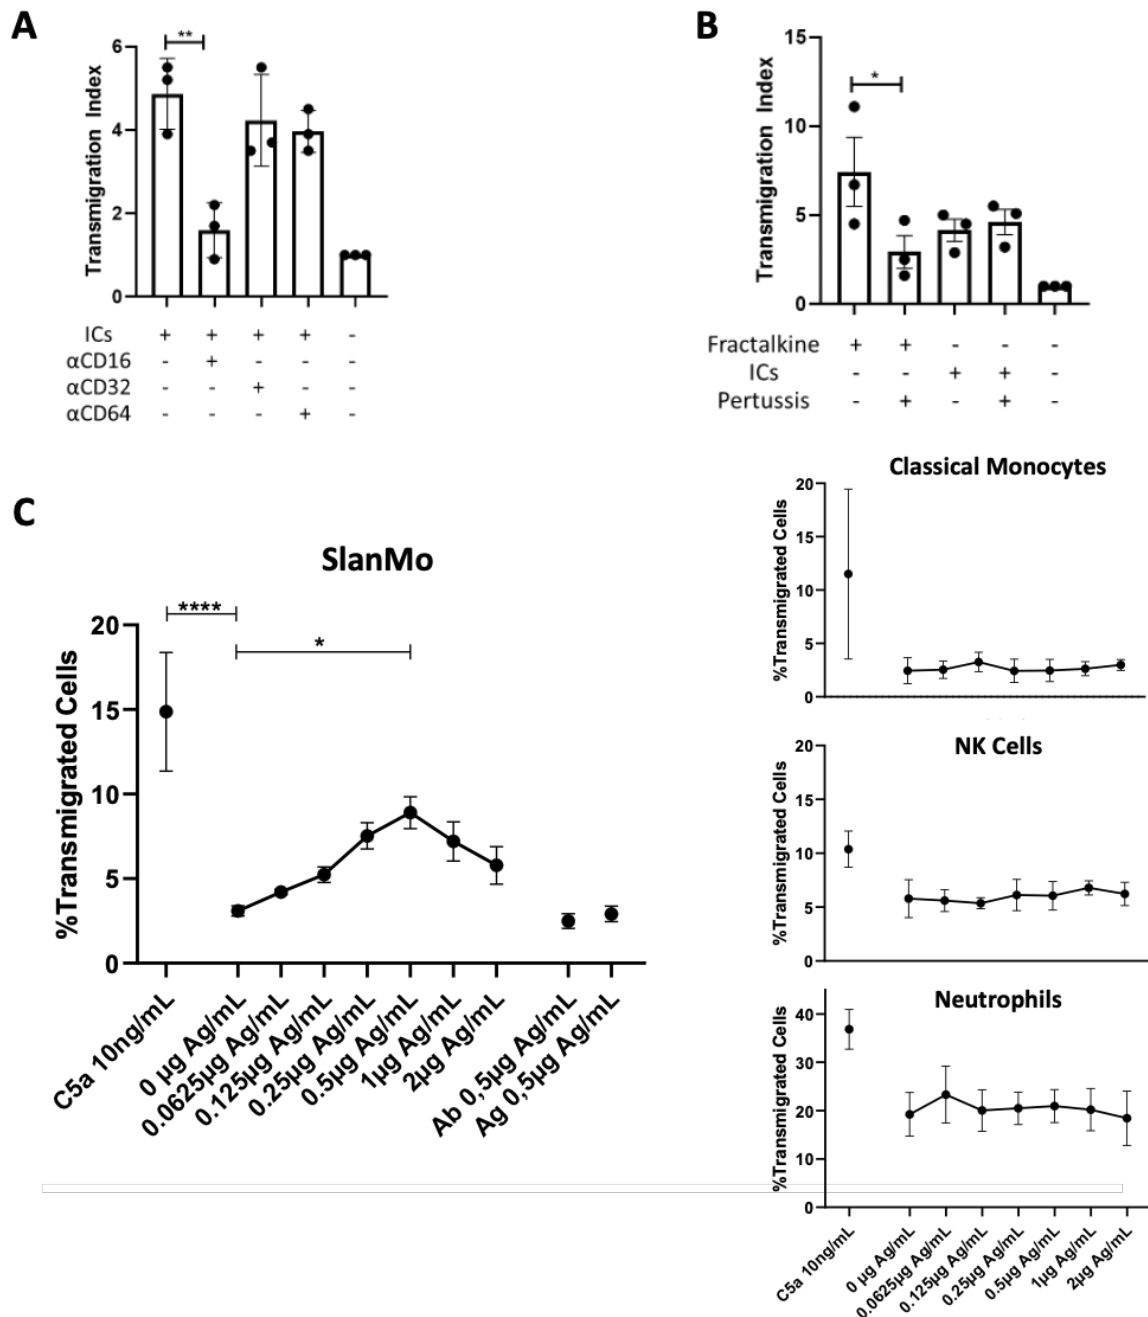 A
**
Transmigration Index
6
4
2
0
ICs + + + + -
αCD16 - + - - -
αCD32 - - + - -
αCD64 - - - + -
B
*
Transmigration Index
15
10
5
0
Fractalkine + + - - -
ICs - - + + -
Pertussis - + - + -
C
SlanMo
****
*
%Transmigrated Cells
20
15
10
5
0
C5a 10ng/mL
0 µg Ag/mL
0.0625µg Ag/mL
0.125µg Ag/mL
0.25µg Ag/mL
0.5µg Ag/mL
1µg Ag/mL
2µg Ag/mL
Ab 0,5µg Ag/mL
Ag 0,5µg Ag/mL
Classical Monocytes
%Transmigrated Cells
20
15
10
5
0
NK Cells
%Transmigrated Cells
20
15
10
5
0
Neutrophils
%Transmigrated Cells
40
30
20
10
0
C5a 10ng/mL
0 µg Ag/mL
0.0625µg Ag/mL
0.125µg Ag/mL
0.25µg Ag/mL
0.5µg Ag/mL
1µg Ag/mL
2µg Ag/mL